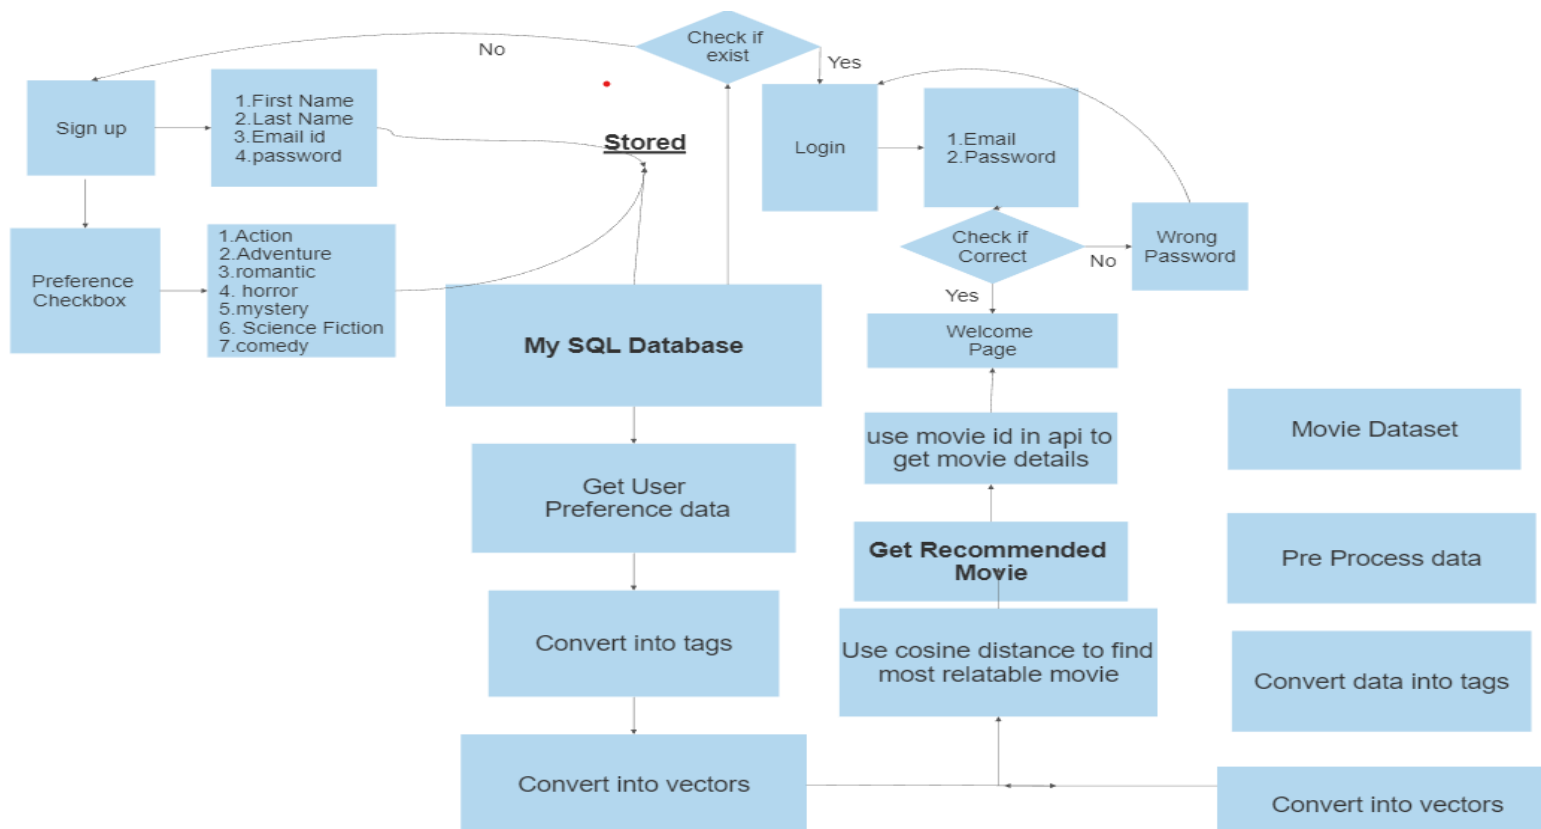 Check if
exist
No
Yes
Sign up
1.First Name
2.Last Name
3.Email id
4.password
Stored
Login
1.Email
2.Password
Preference
Checkbox
1.Action
2.Adventure
3.romantic
4. horror
5.mystery
6. Science Fiction
7.comedy
Check if
Correct
No
Wrong
Password
Yes
Welcome
Page
My SQL Database
use movie id in api to
get movie details
Movie Dataset
Get User
Preference data
Get Recommended
Movie
Pre Process data
Convert into tags
Use cosine distance to find
most relatable movie
Convert data into tags
Convert into vectors
Convert into vectors